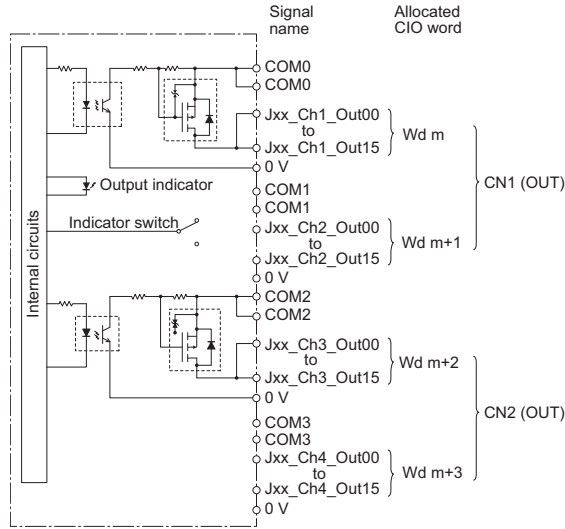 Signal
name
Allocated
CIO word
COM0
COM0
Jxx_Ch1_Out00
to
Jxx_Ch1_Out15
Wd m
0 V
Output indicator
COM1
COM1
CN1 (OUT)
Indicator switch
Jxx_Ch2_Out00
to
Jxx_Ch2_Out15
Wd m+1
0 V
Internal circuits
COM2
COM2
Jxx_Ch3_Out00
to
Jxx_Ch3_Out15
Wd m+2
0 V
CN2 (OUT)
COM3
COM3
Jxx_Ch4_Out00
to
Jxx_Ch4_Out15
Wd m+3
0 V